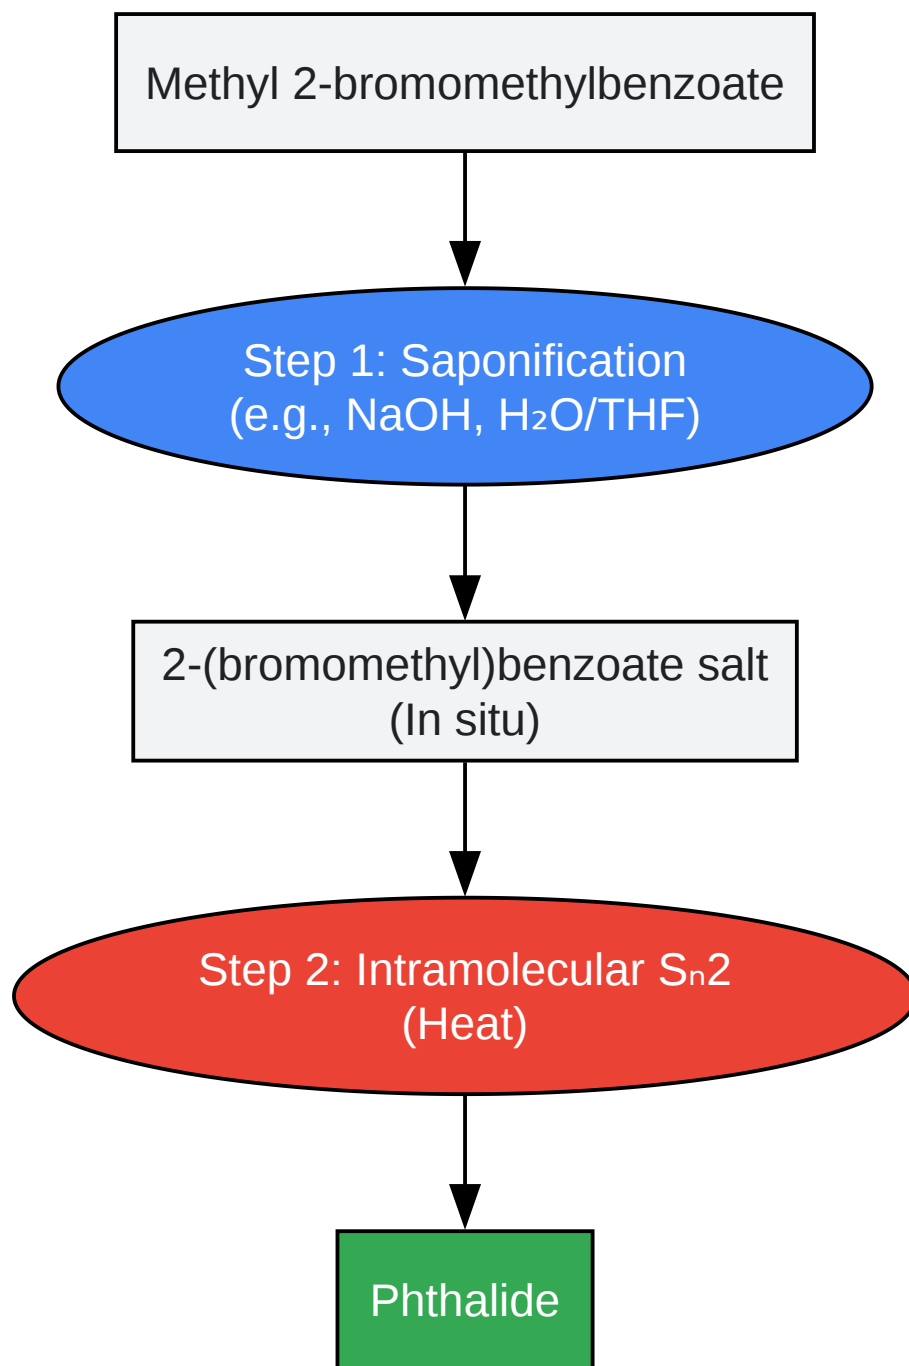 Methyl 2-bromomethylbenzoate
Step 1: Saponification
(e.g., NaOH, H₂O/THF)
2-(bromomethyl)benzoate salt
(In situ)
Step 2: Intramolecular Sₙ2
(Heat)
Phthalide